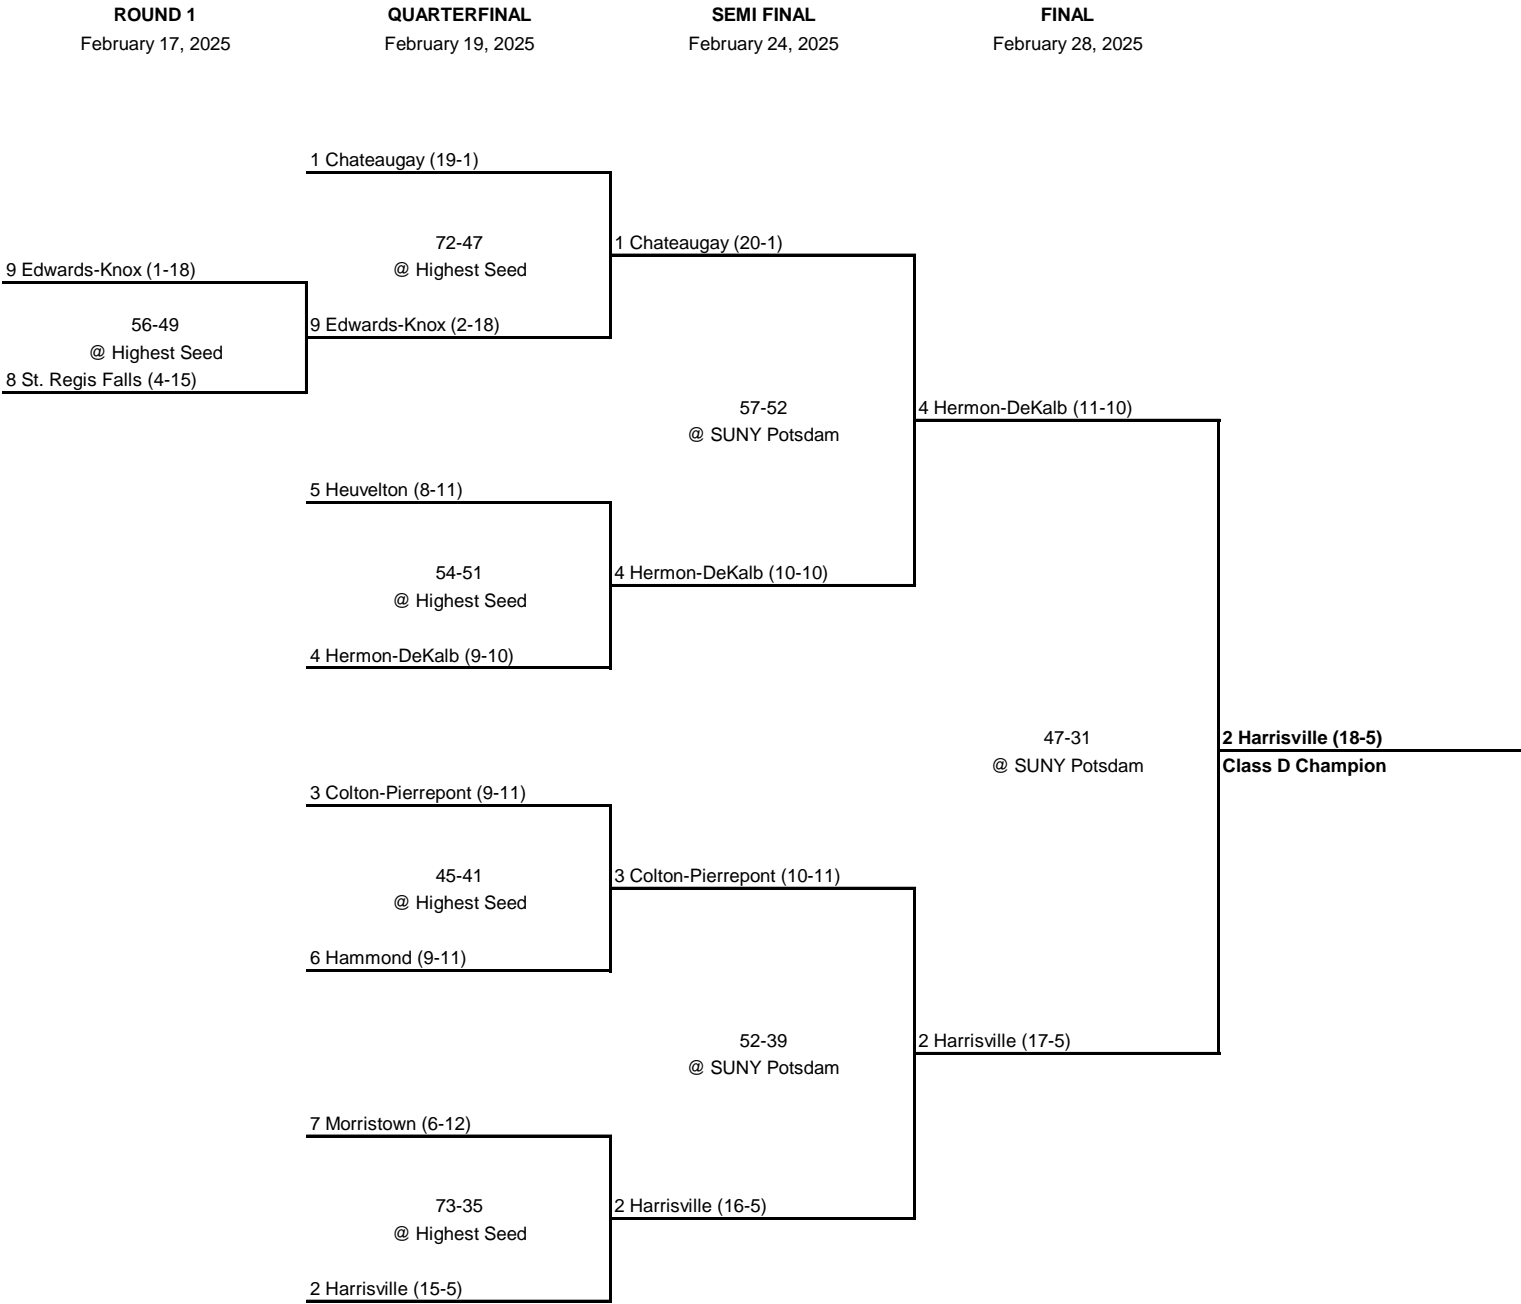 ROUND 1
February 17, 2025
QUARTERFINAL
February 19, 2025
SEMI FINAL
February 24, 2025
FINAL
February 28, 2025
9 Edwards-Knox (1-18)
56-49
@ Highest Seed
8 St. Regis Falls (4-15)
1 Chateaugay (19-1)
72-47
@ Highest Seed
9 Edwards-Knox (2-18)
5 Heuvelton (8-11)
54-51
@ Highest Seed
4 Hermon-DeKalb (9-10)
3 Colton-Pierrepont (9-11)
45-41
@ Highest Seed
6 Hammond (9-11)
7 Morristown (6-12)
73-35
@ Highest Seed
2 Harrisville (15-5)
1 Chateaugay (20-1)
57-52
@ SUNY Potsdam
4 Hermon-DeKalb (10-10)
3 Colton-Pierrepont (10-11)
52-39
@ SUNY Potsdam
2 Harrisville (16-5)
4 Hermon-DeKalb (11-10)
47-31
@ SUNY Potsdam
2 Harrisville (17-5)
2 Harrisville (18-5)
Class D Champion